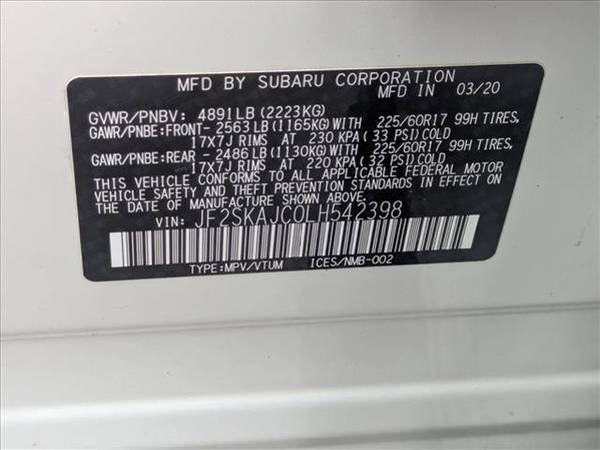 MFD BY SUBARU CORPORATION
MFD IN 03/20
GVWR/PNBV: 4891LB (2223KG)
GAWR/PNBE:FRONT- 2563LB (1165KG)WITH 225/60R17 99H TIRES,
17X7J RIMS AT 230 KPA (33 PSI)COLD
GAWR/PNBE:REAR - 2486LB (1130KG)WITH 225/60R17 99H TIRES,
17X7J RIMS AT 220 KPA (32 PSI)COLD
THIS VEHICLE CONFORMS TO ALL APPLICABLE FEDERAL MOTOR
VEHICLE SAFETY AND THEFT PREVENTION STANDARDS IN EFFECT
ON THE DATE OF MANUFACTURE SHOWN ABOVE.
VIN: JF2SKAJC0LH542398
TYPE:MPV/VTUM ICES/NMB-002